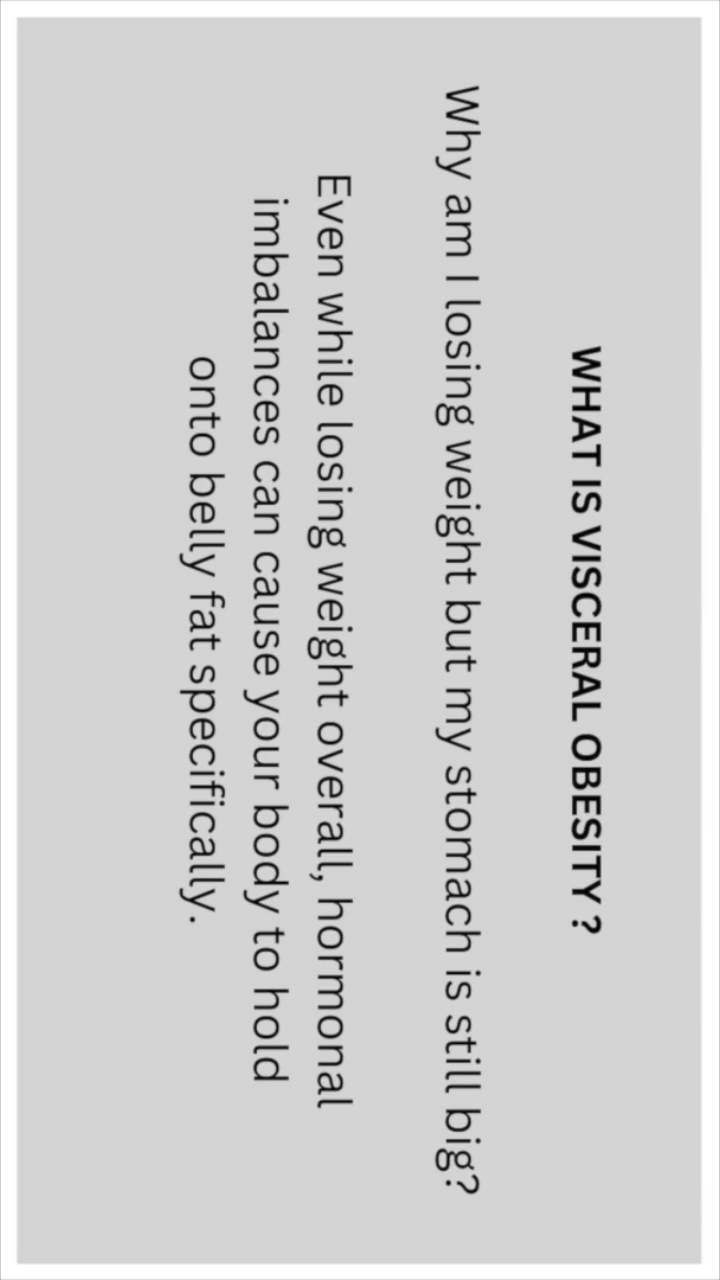 WHAT IS VISCERAL OBESITY ?
Why am I losing weight but my stomach is still big?
Even while losing weight overall, hormonal
imbalances can cause your body to hold
onto belly fat specifically.